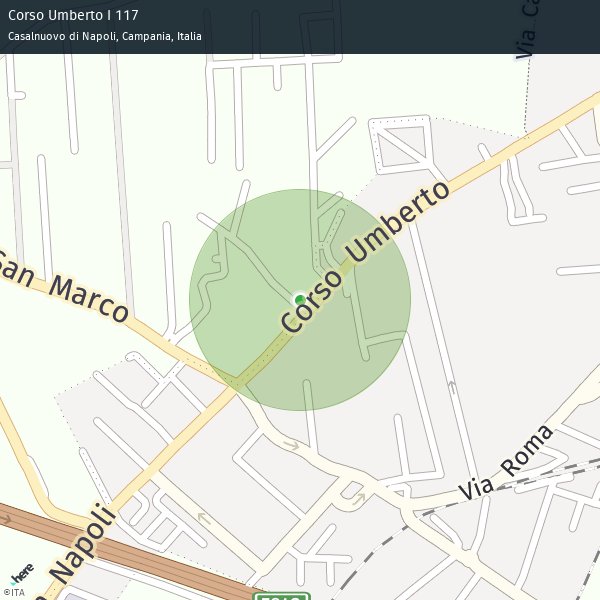 Corso Umberto I 117
Casalnuovo di Napoli, Campania, Italia
Via Ca
Corso Umberto
San Marco
Via Roma
Napoli
here
©ITA